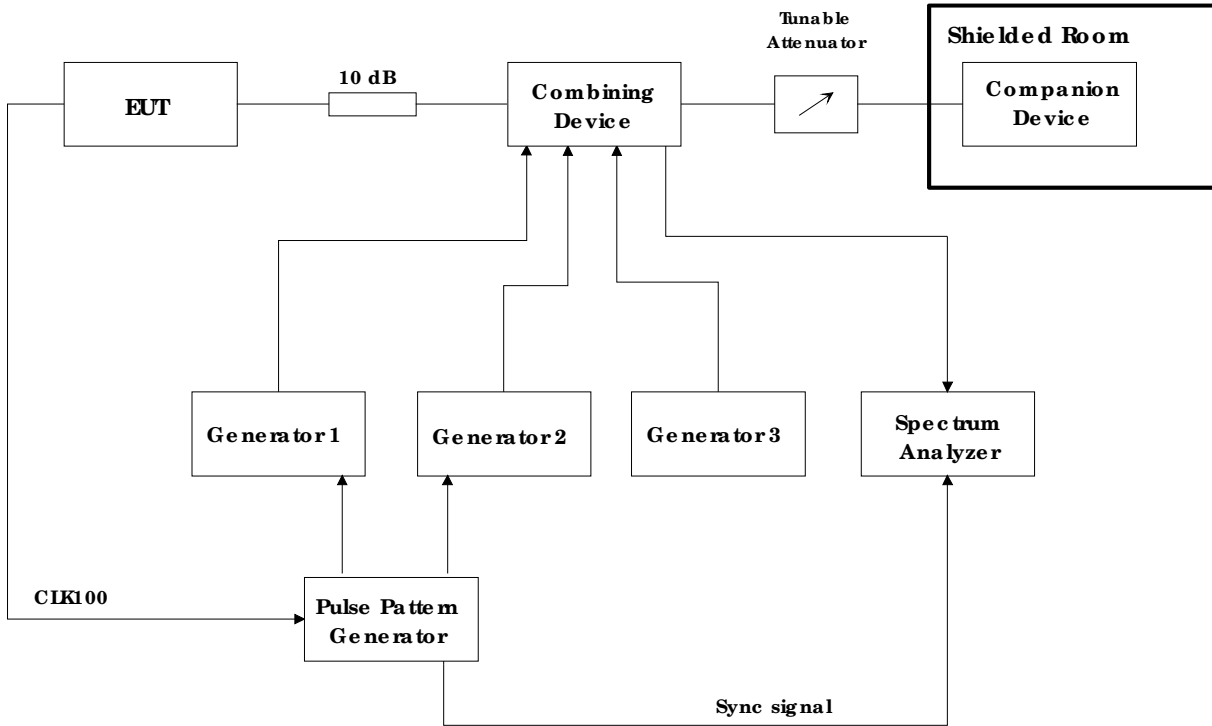 Tunable
Attenuator
Shielded Room
10 dB
EUT
Combining
Device
Companion
Device
Generator 1
Generator 2
Generator 3
Spectrum
Analyzer
CLK100
Pulse Pattern
Generator
Sync signal